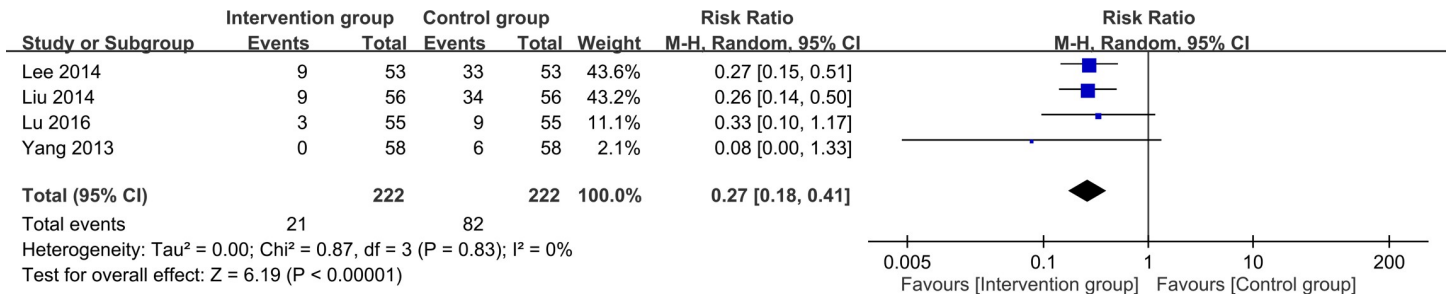 Intervention group Control group Risk Ratio Risk Ratio
Study or Subgroup Events Total Events Total Weight M-H, Random, 95% CI M-H, Random, 95% CI
Lee 2014 9 53 33 53 43.6% 0.27 [0.15, 0.51]
Liu 2014 9 56 34 56 43.2% 0.26 [0.14, 0.50]
Lu 2016 3 55 9 55 11.1% 0.33 [0.10, 1.17]
Yang 2013 0 58 6 58 2.1% 0.08 [0.00, 1.33]
Total (95% CI) 222 222 100.0% 0.27 [0.18, 0.41]
Total events 21 82
Heterogeneity: Tau² = 0.00; Chi² = 0.87, df = 3 (P = 0.83); I² = 0%
Test for overall effect: Z = 6.19 (P < 0.00001)
0.005 0.1 1 10 200
Favours [Intervention group] Favours [Control group]